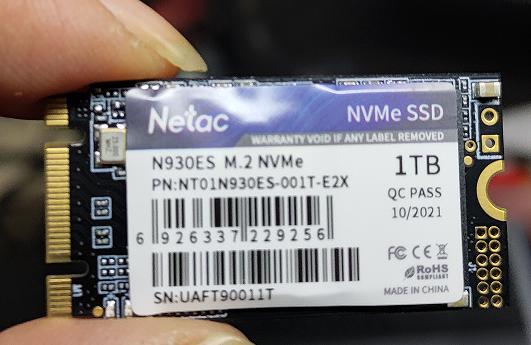 Netac
NVMe SSD
WARRANTY VOID IF ANY LABEL REMOVED
N930ES M.2 NVMe
1TB
PN:NT01N930ES-001T-E2X
QC PASS
10/2021
6 926337 229256
FC CE
RoHS
COMPLIANT
SN:UAFT90011T
MADE IN CHINA